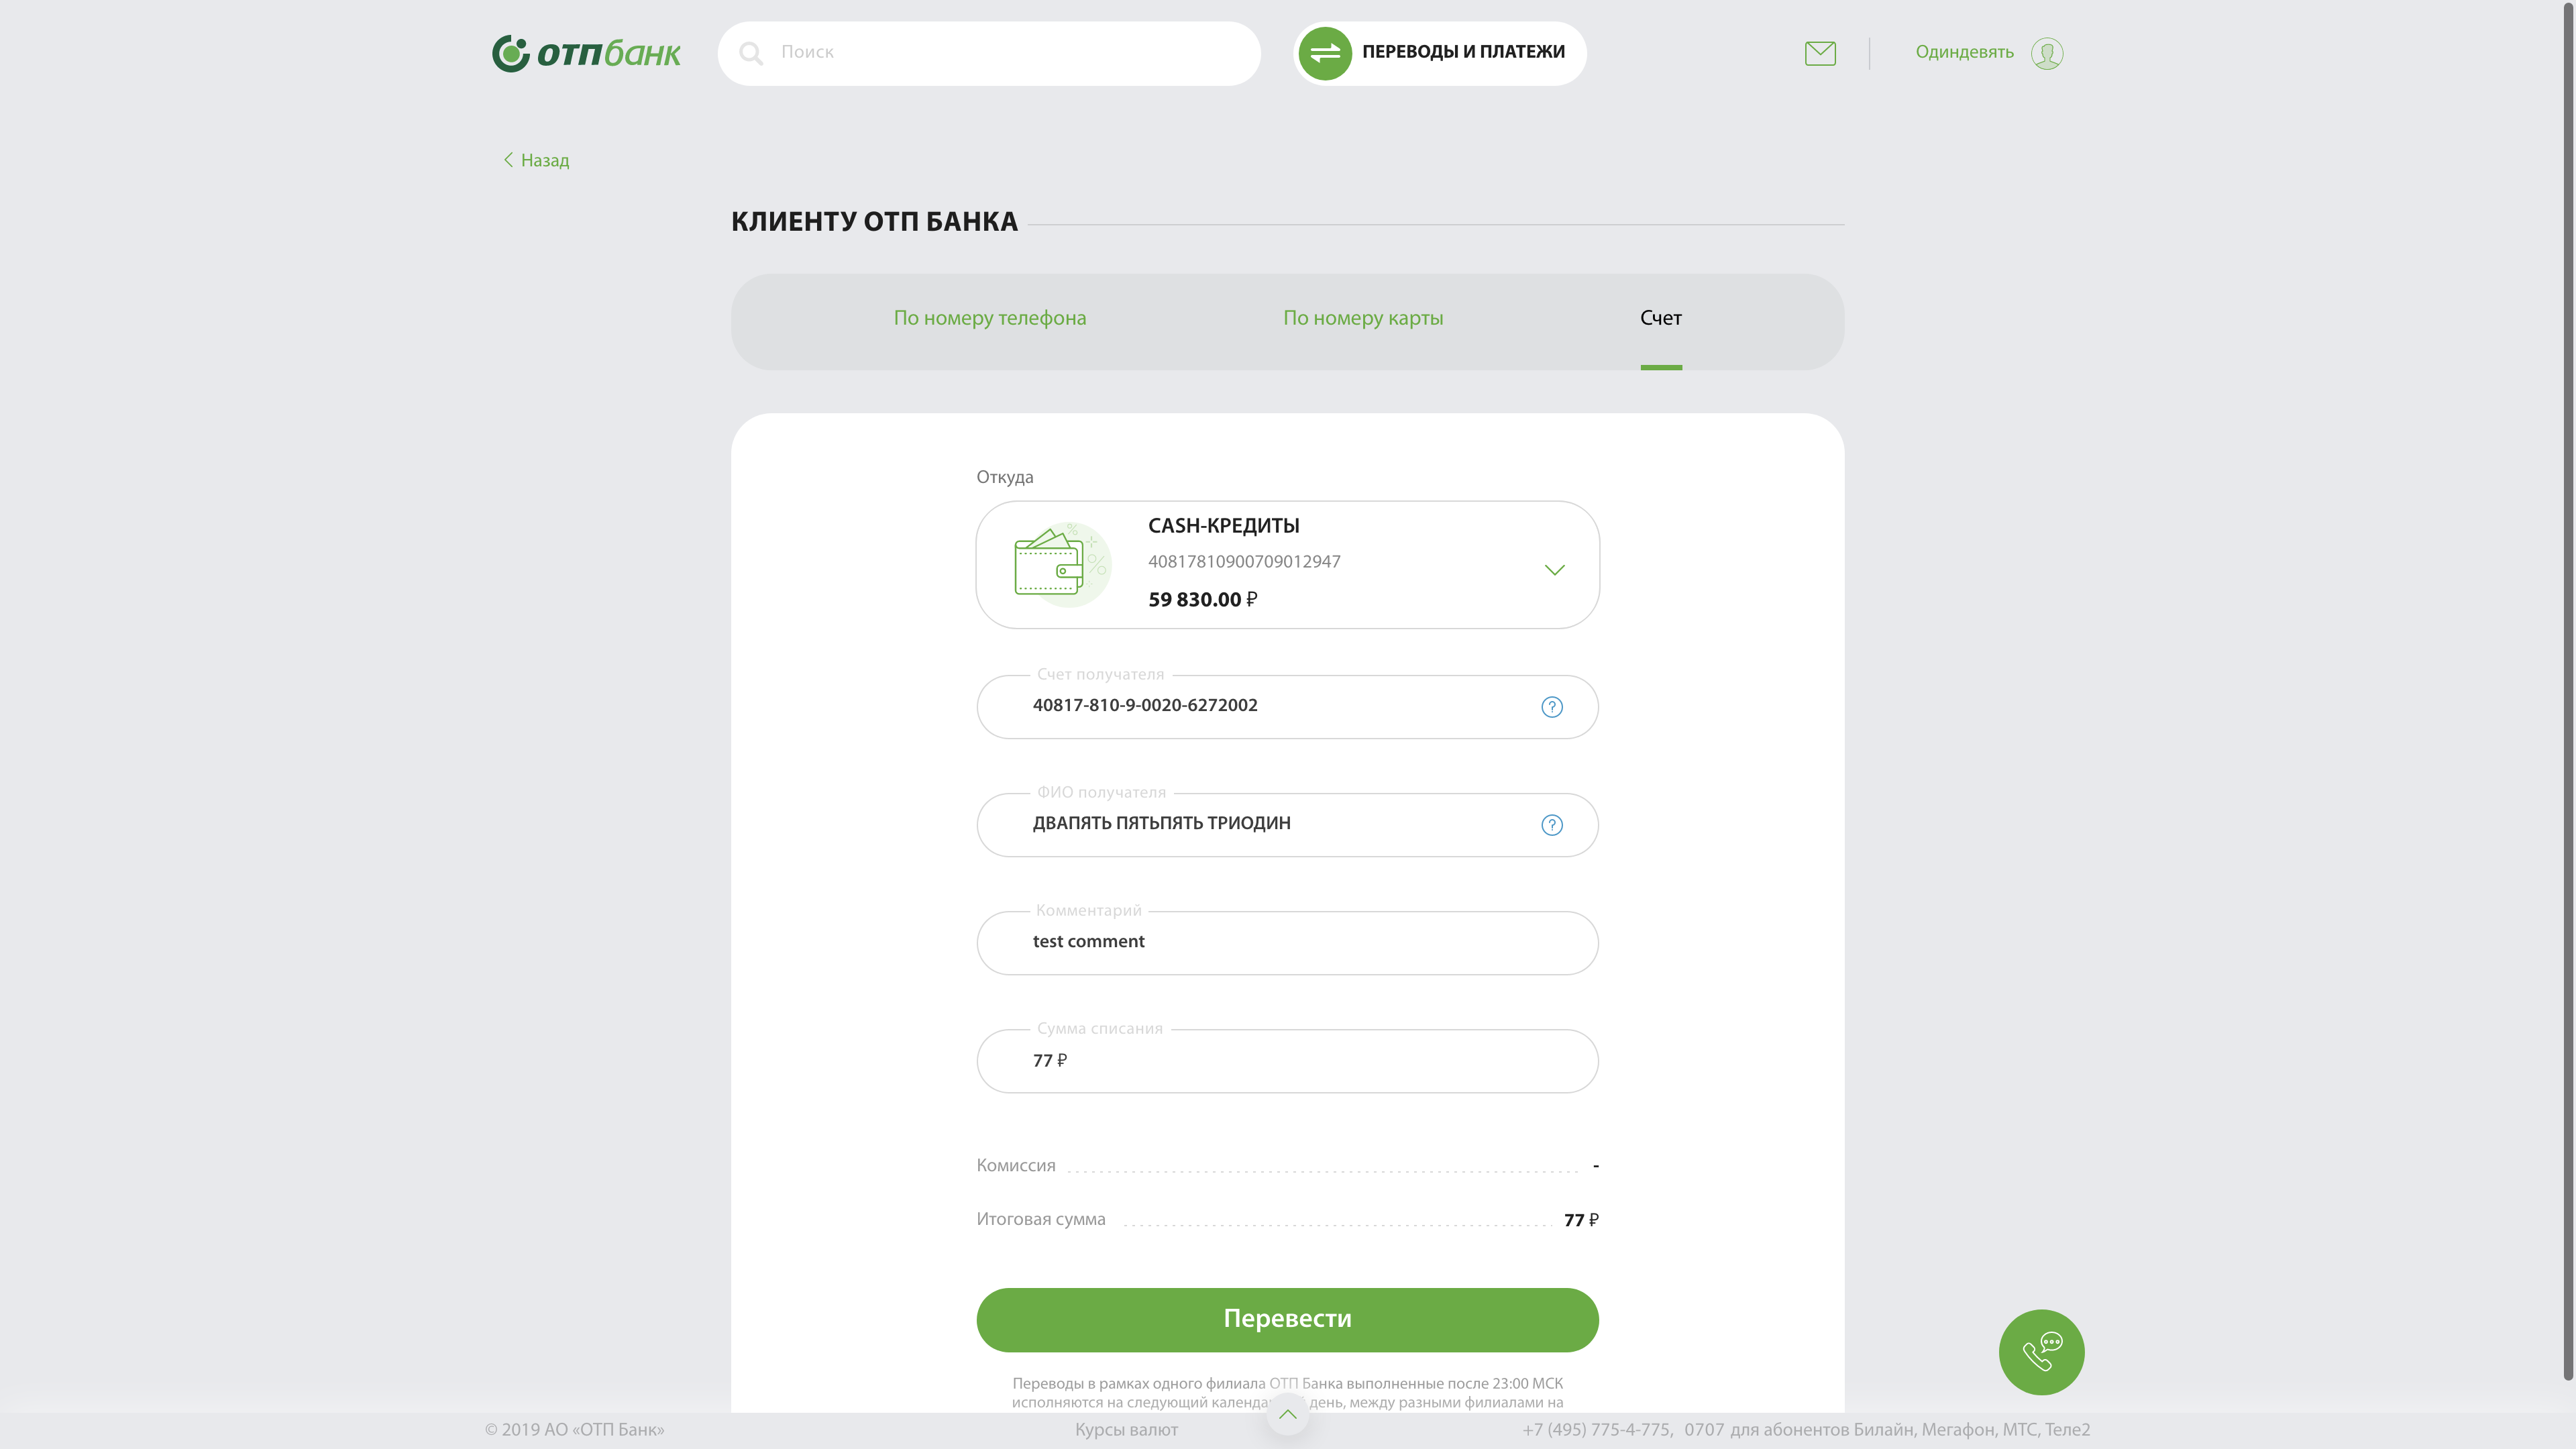 отпбанк
Поиск
ПЕРЕВОДЫ И ПЛАТЕЖИ
Одиндевять
Назад
КЛИЕНТУ ОТП БАНКА
По номеру телефона
По номеру карты
Счет
Откуда
CASH-КРЕДИТЫ
40817810900709012947
59 830.00 ₽
Счет получателя
40817-810-9-0020-6272002
ФИО получателя
ДВАПЯТЬ ПЯТЬПЯТЬ ТРИОДИН
Комментарий
test comment
Сумма списания
77 ₽
Комиссия -
Итоговая сумма 77 ₽
Перевести
Переводы в рамках одного филиала ОТП Банка выполненные после 23:00 МСК
исполняются на следующий день, между разными филиалами на
© 2019 АО «ОТП Банк»
Курсы валют
+7 (495) 775-4-775, 0707 для абонентов Билайн, Мегафон, МТС, Теле2